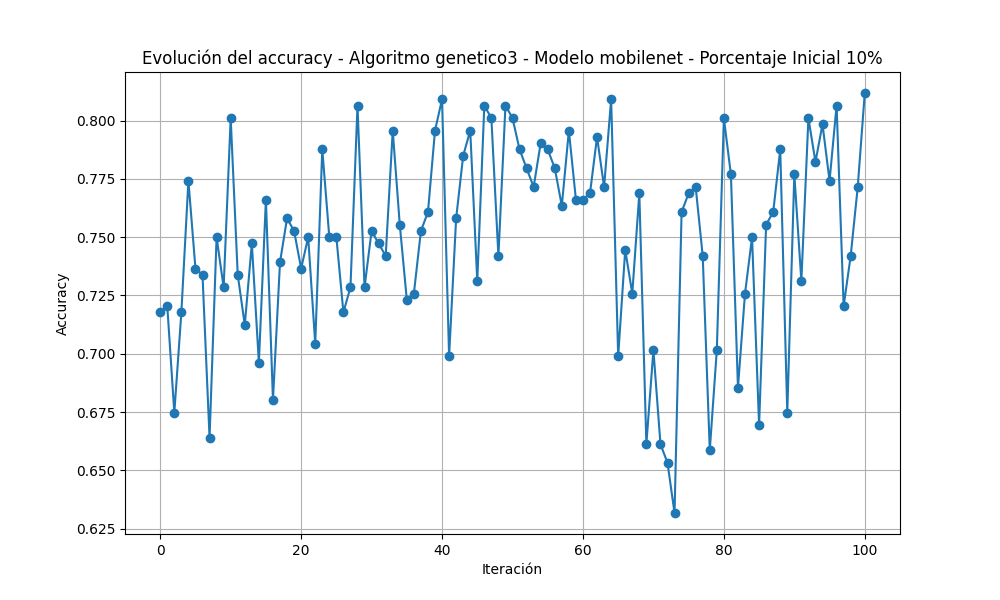 Evolución del accuracy - Algoritmo genetico3 - Modelo mobilenet - Porcentaje Inicial 10%
Accuracy
0.800
0.775
0.750
0.725
0.700
0.675
0.650
0.625
0 20 40 60 80 100
Iteración